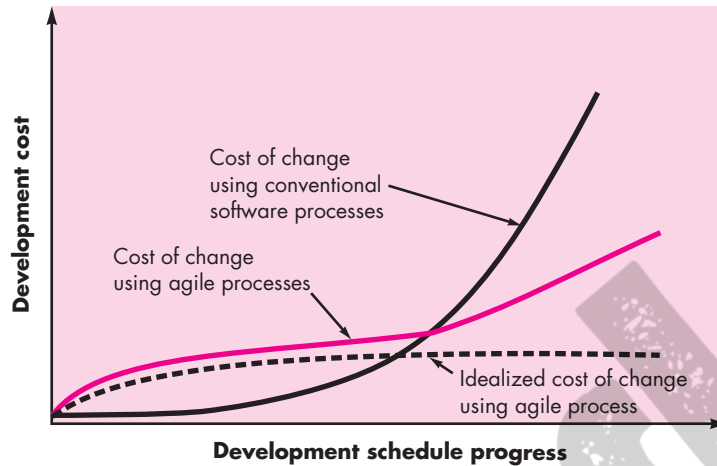 Development cost
Cost of change
using conventional
software processes
Cost of change
using agile processes
Idealized cost of change
using agile process
Development schedule progress